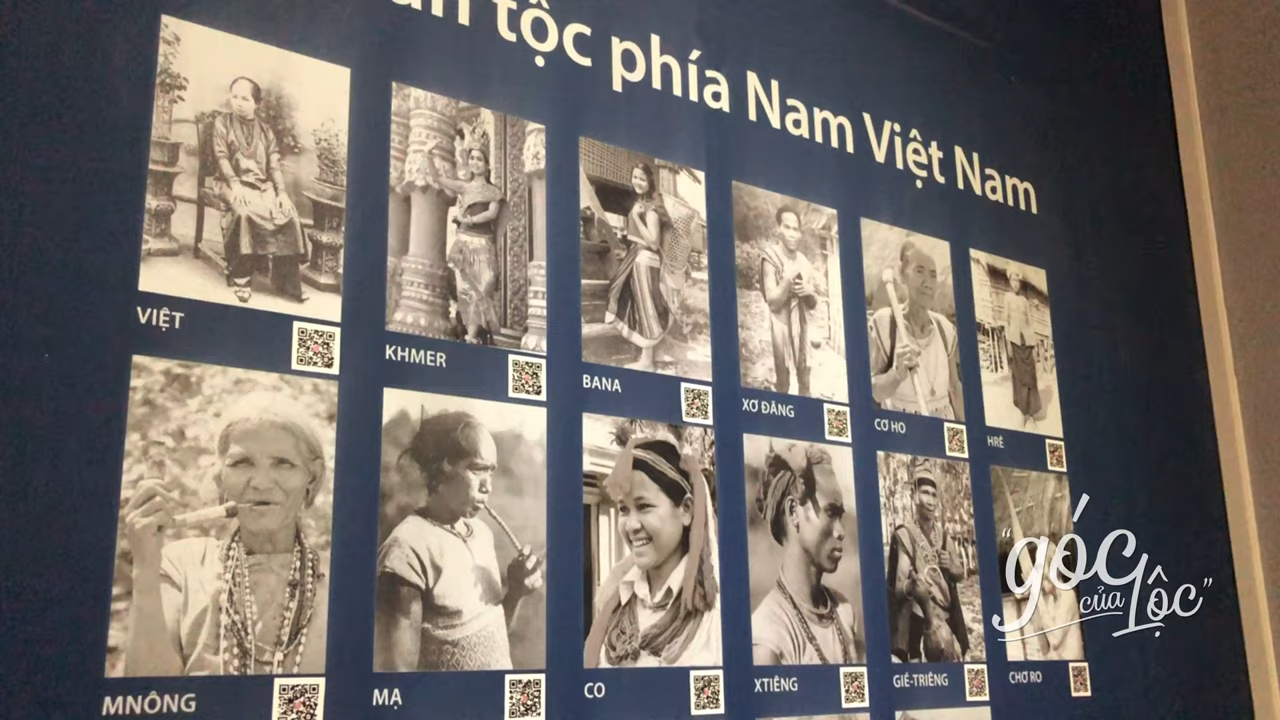 tộc phía Nam Việt Nam
VIỆT
KHMER
BANA
XƠ ĐĂNG
CƠ HO
HRÊ
MNÔNG
MẠ
CO
XTIÊNG
GIÉ-TRIÊNG
CHƠ RO
"góc
của Lộc"